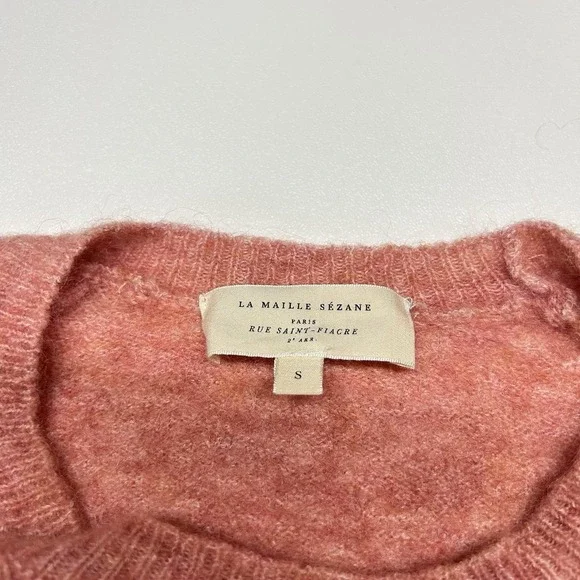 LA MAILLE SÉZANE
PARIS
RUE SAINT-FIACRE
2e ARR.
S